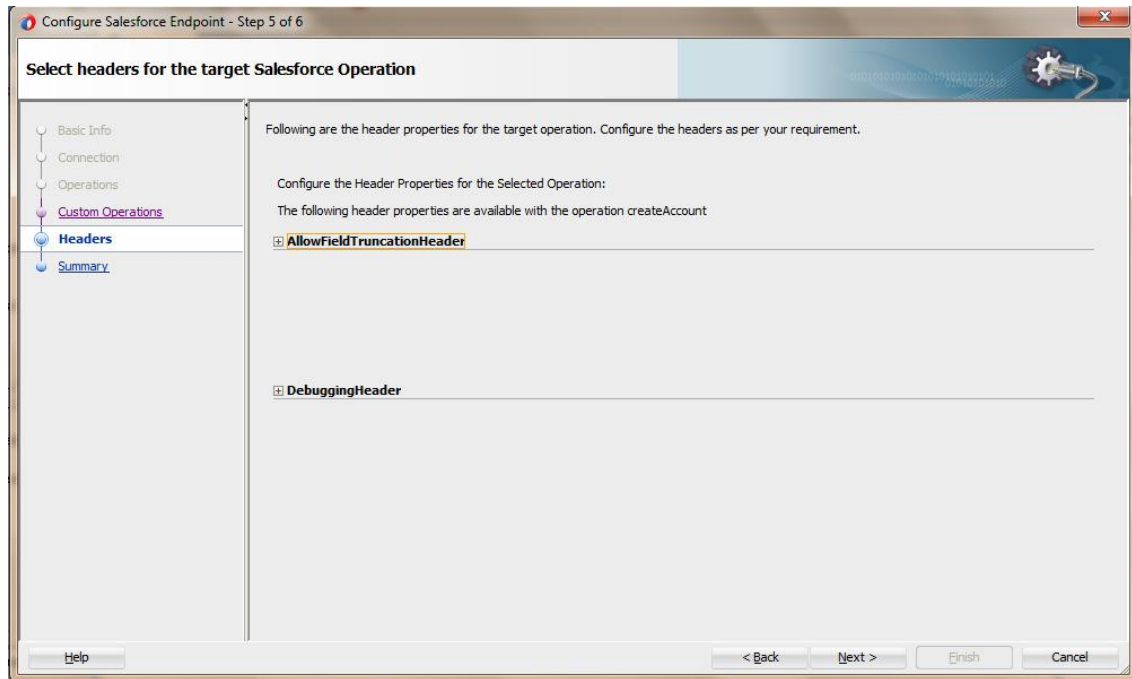 Configure Salesforce Endpoint - Step 5 of 6
Select headers for the target Salesforce Operation
Basic Info
Connection
Operations
Custom Operations
Headers
Summary
Following are the header properties for the target operation. Configure the headers as per your requirement.
Configure the Header Properties for the Selected Operation:
The following header properties are available with the operation createAccount
AllowFieldTruncationHeader
DebuggingHeader
Help
< Back
Next >
Finish
Cancel